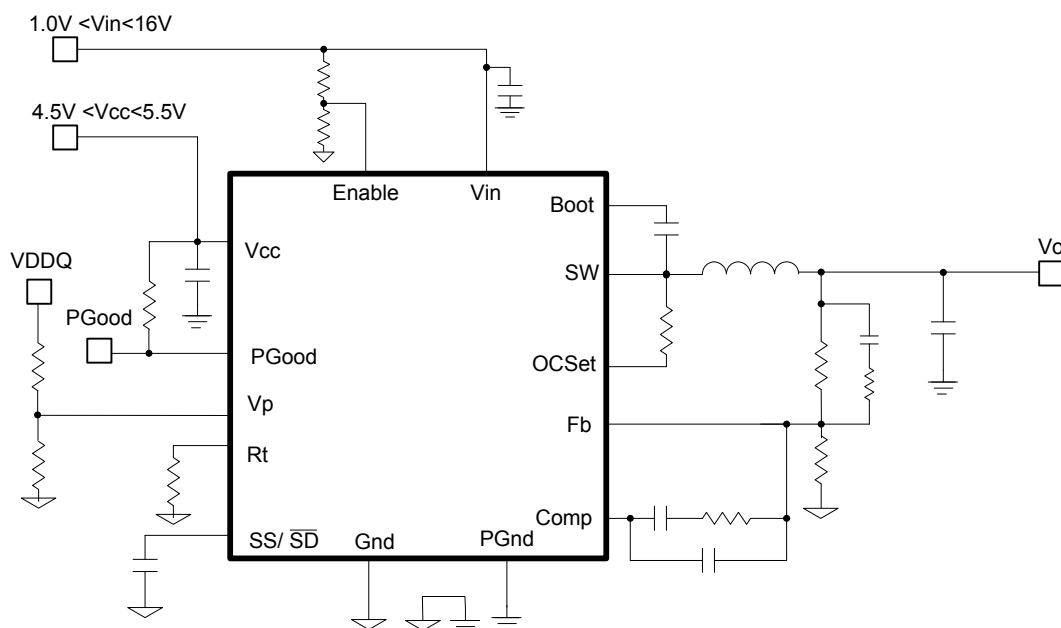 1.0V <Vin<16V
4.5V <Vcc<5.5V
Enable
Vin
Boot
Vcc
SW
Vo
VDDQ
PGood
PGood
OCSet
Vp
Fb
Rt
Comp
SS/ SD
Gnd
PGnd